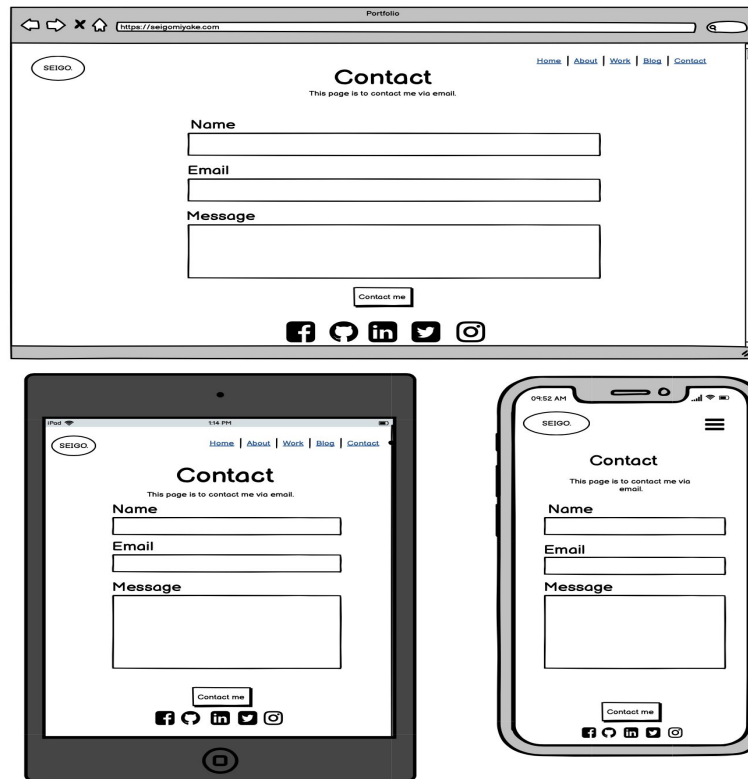 Portfolio
https://seigomiyake.com
SEIGO.
Home | About | Work | Blog | Contact
Contact
This page is to contact me via email.
Name
Email
Message
Contact me
iPad 1:14 PM
SEIGO.
Home | About | Work | Blog | Contact
Contact
This page is to contact me via email.
Name
Email
Message
Contact me
09:52 AM
SEIGO.
Contact
This page is to contact me via
email.
Name
Email
Message
Contact me